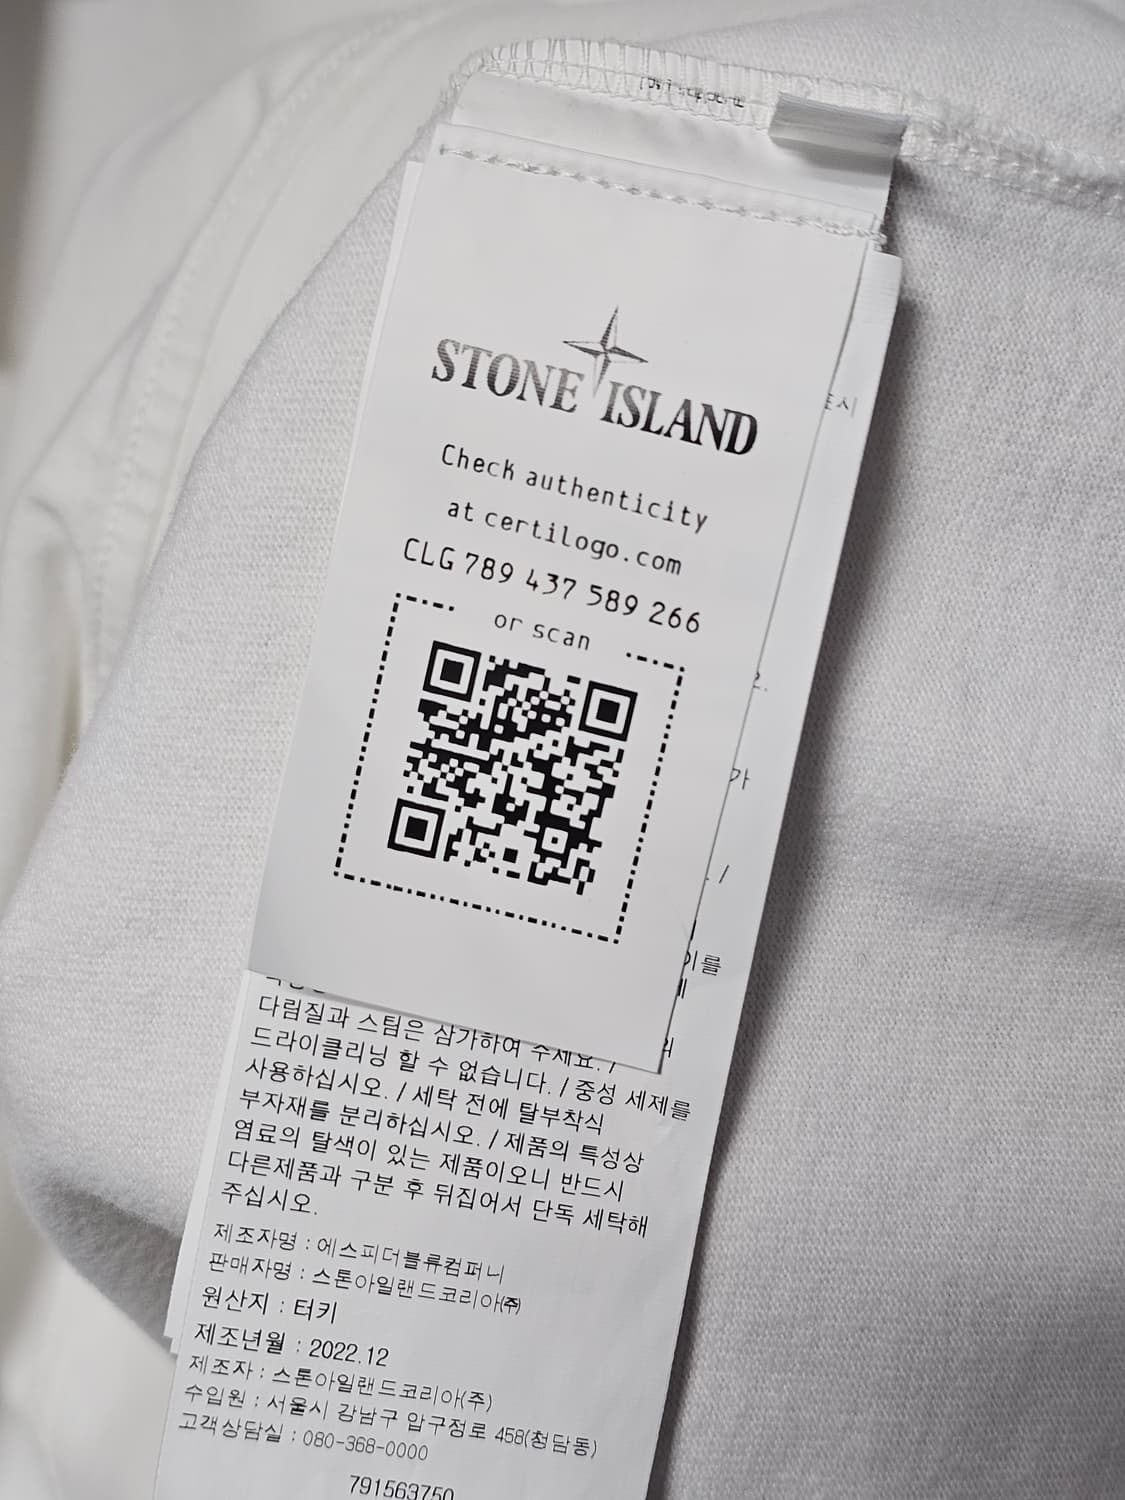 STONE ISLAND
Check authenticity
at certilogo.com
CLG 789 437 589 266
or scan
표시
요.
가
./
이를
다림질과 스팀은 삼가하여 주세요. /
드라이클리닝 할 수 없습니다. / 중성 세제를
사용하십시오. / 세탁 전에 탈부착식
부자재를 분리하십시오. / 제품의 특성상
염료의 탈색이 있는 제품이오니 반드시
다른제품과 구분 후 뒤집어서 단독 세탁해
주십시오.
제조자명 : 에스피더블류컴퍼니
판매자명 : 스톤아일랜드코리아㈜
원산지 : 터키
제조년월 : 2022.12
제조자 : 스톤아일랜드코리아(주)
수입원 : 서울시 강남구 압구정로 458(청담동)
고객상담실 : 080-368-0000
791563750